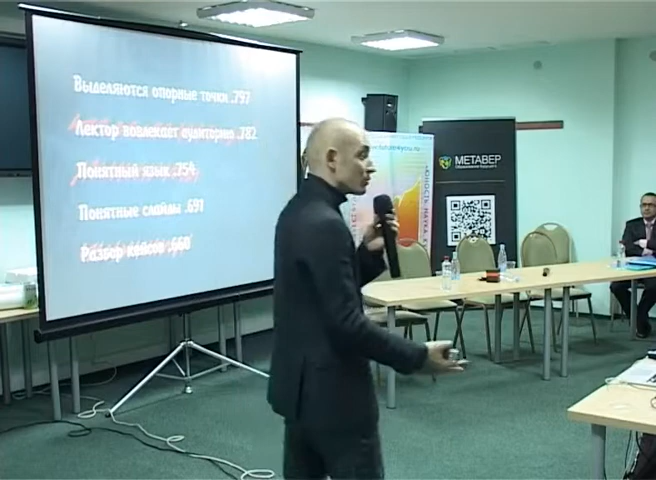 Выделяются опорные точки .797
Лектор вовлекает аудиторию .782
Понятный язык .754
Понятные слайды .691
Разбор кейсов .660
МЕТАВЕР